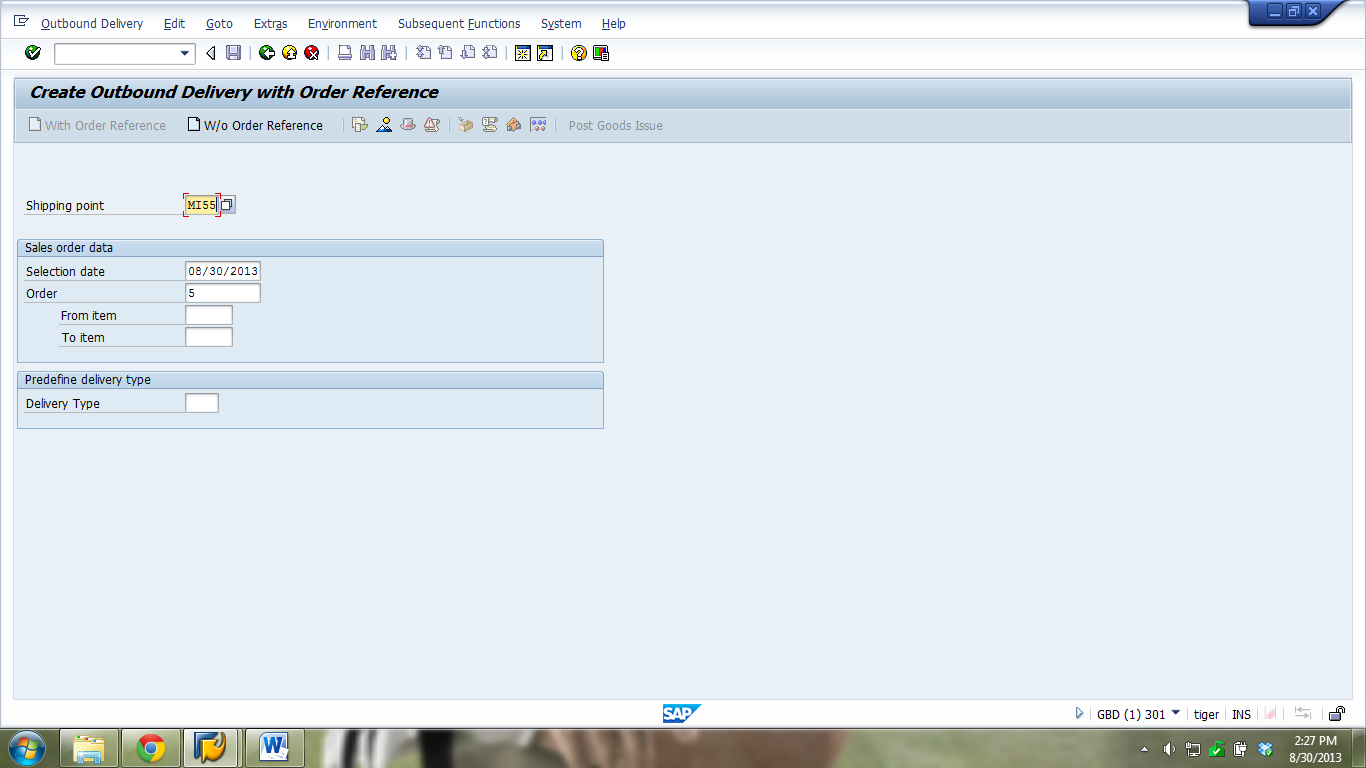 Outbound Delivery Edit Goto Extras Environment Subsequent Functions System Help
Create Outbound Delivery with Order Reference
With Order Reference W/o Order Reference Post Goods Issue
Shipping point MI55
Sales order data
Selection date 08/30/2013
Order 5
From item
To item
Predefine delivery type
Delivery Type
SAP GBD (1) 301 tiger INS
2:27 PM
8/30/2013